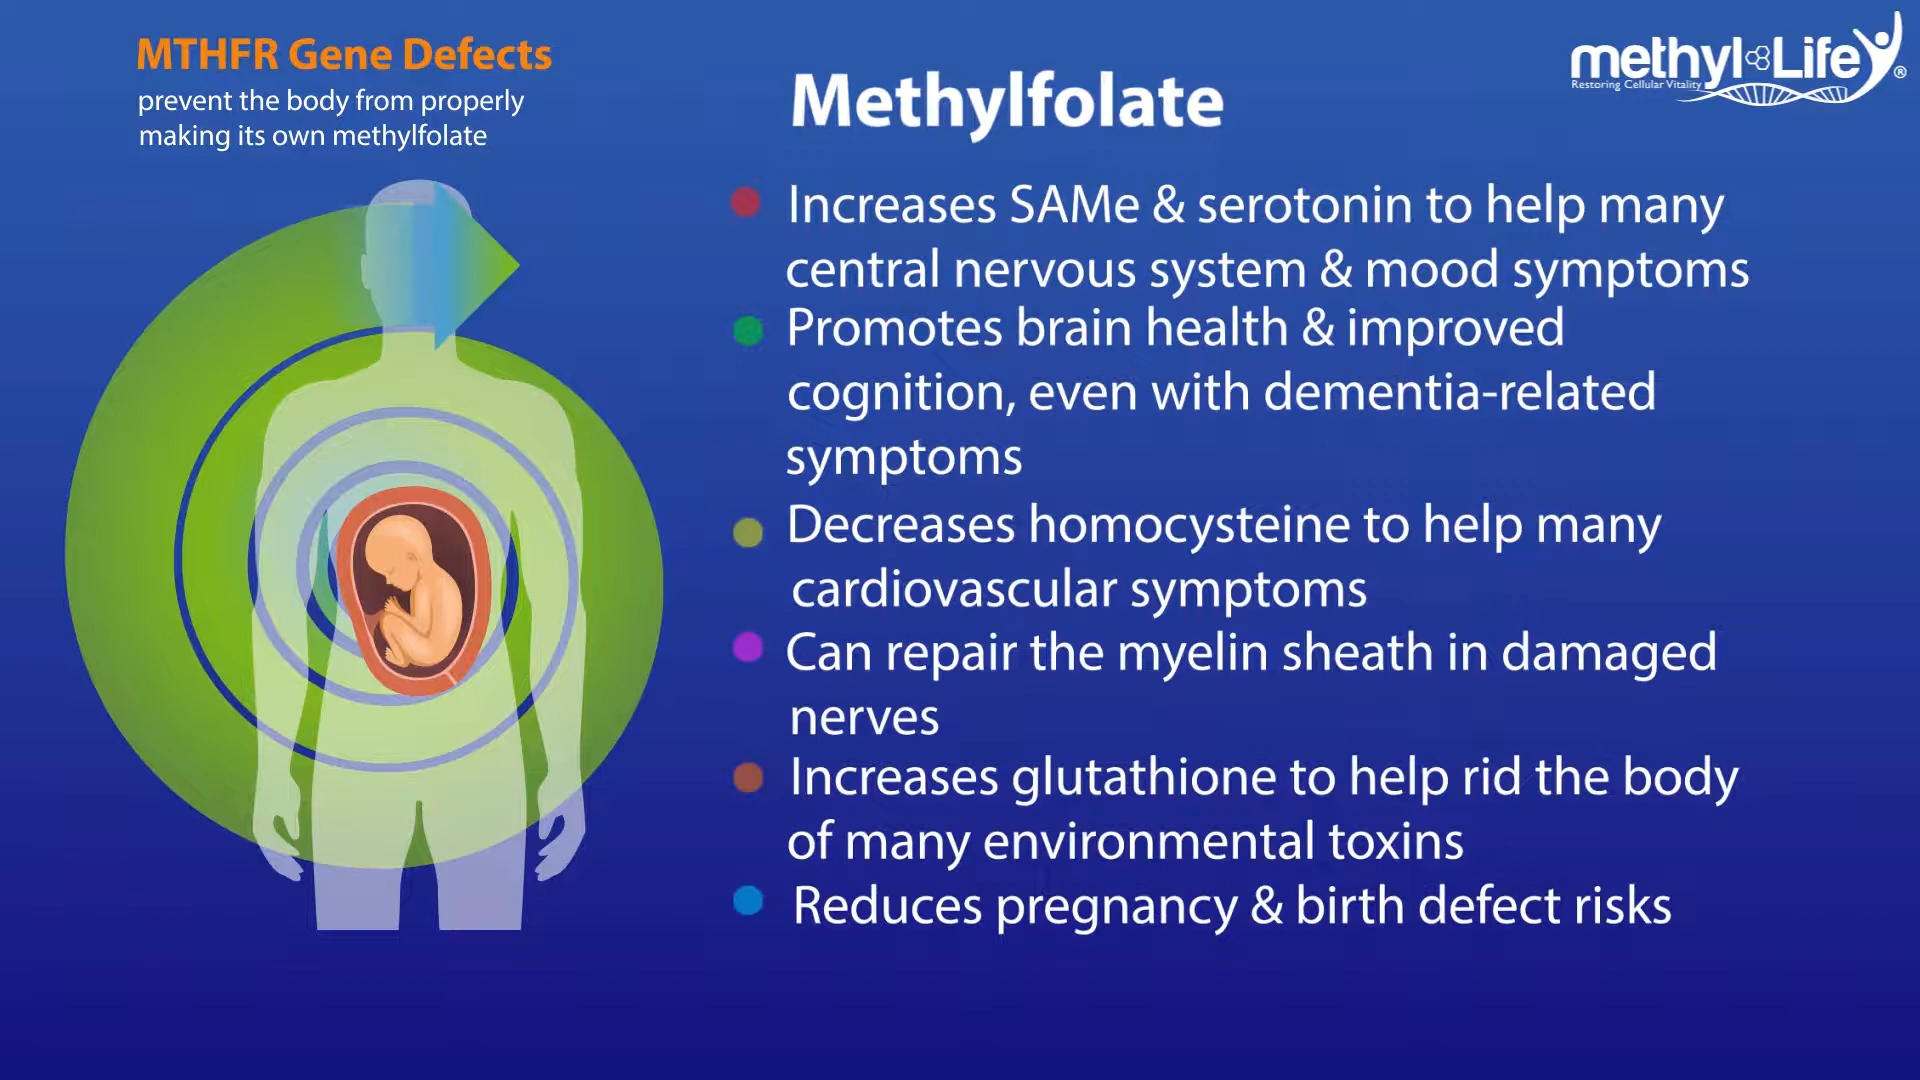 MTHFR Gene Defects
prevent the body from properly
making its own methylfolate
methyl-Life®
Restoring Cellular Vitality
Methylfolate
Increases SAMe & serotonin to help many
central nervous system & mood symptoms
Promotes brain health & improved
cognition, even with dementia-related
symptoms
Decreases homocysteine to help many
cardiovascular symptoms
Can repair the myelin sheath in damaged
nerves
Increases glutathione to help rid the body
of many environmental toxins
Reduces pregnancy & birth defect risks